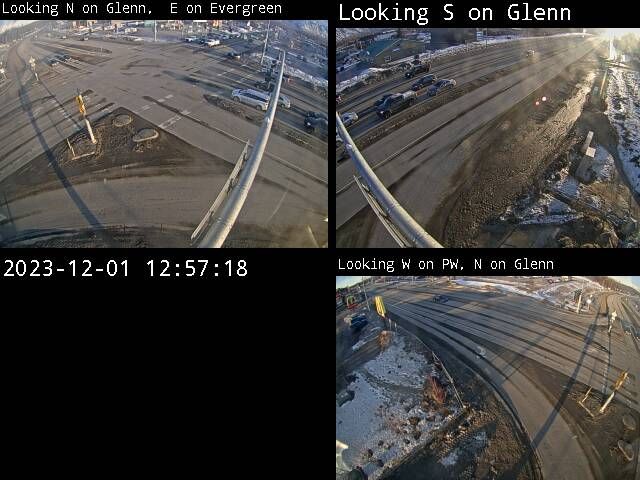 Looking N on Glenn,  E on Evergreen
Looking S on Glenn
2023-12-01 12:57:18
Looking W on PW, N on Glenn